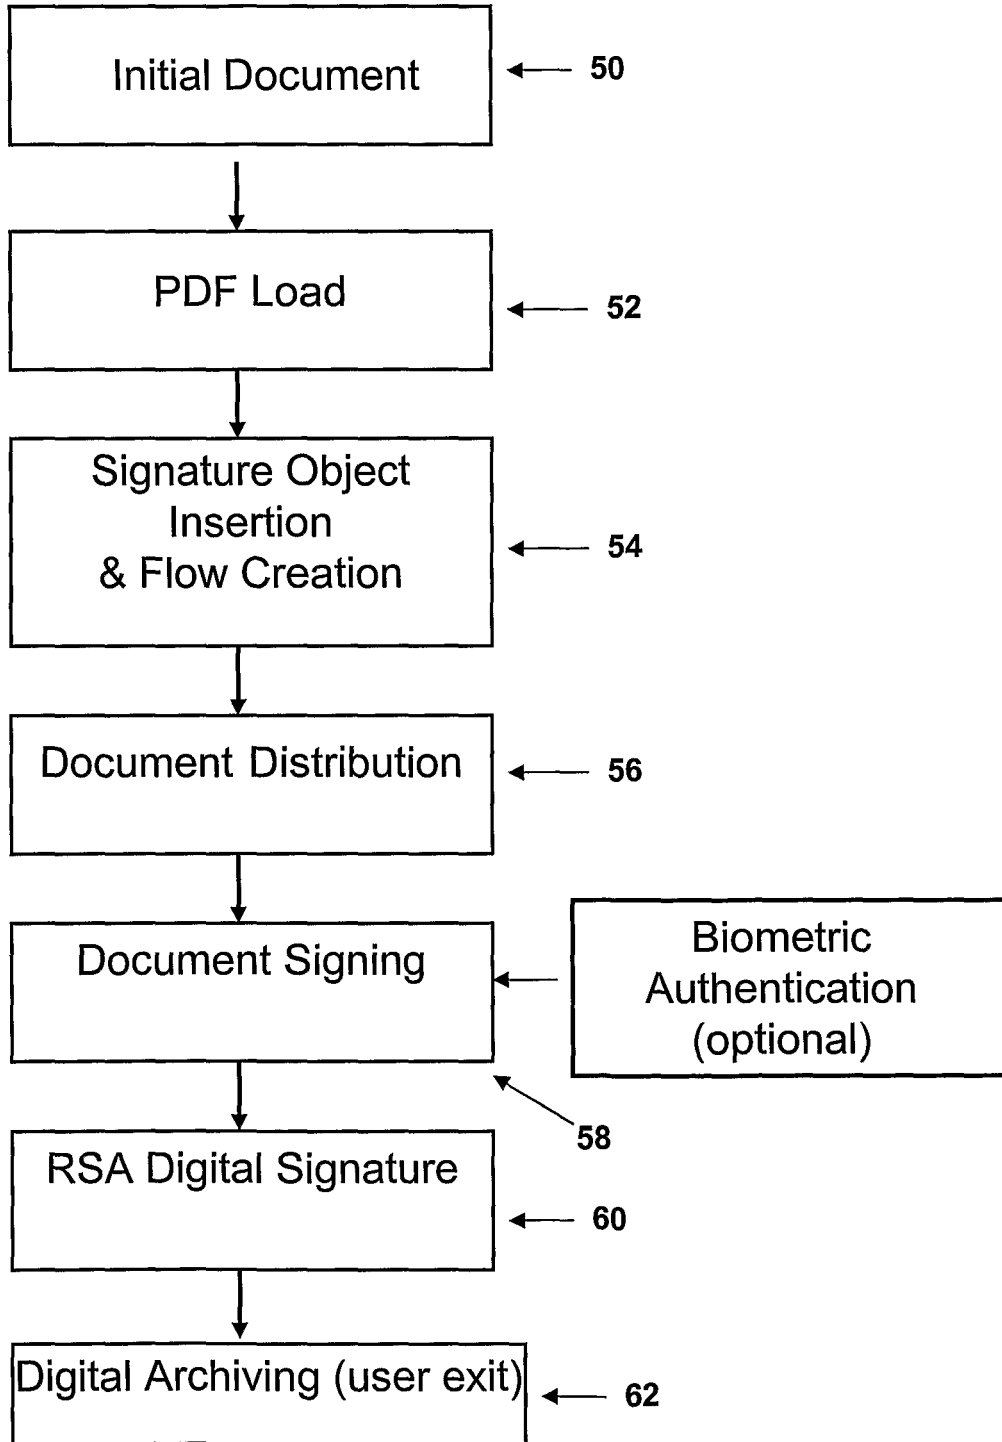 Initial Document
50
PDF Load
52
Signature Object
Insertion
& Flow Creation
54
Document Distribution
56
Document Signing
Biometric
Authentication
(optional)
58
RSA Digital Signature
60
Digital Archiving (user exit)
62